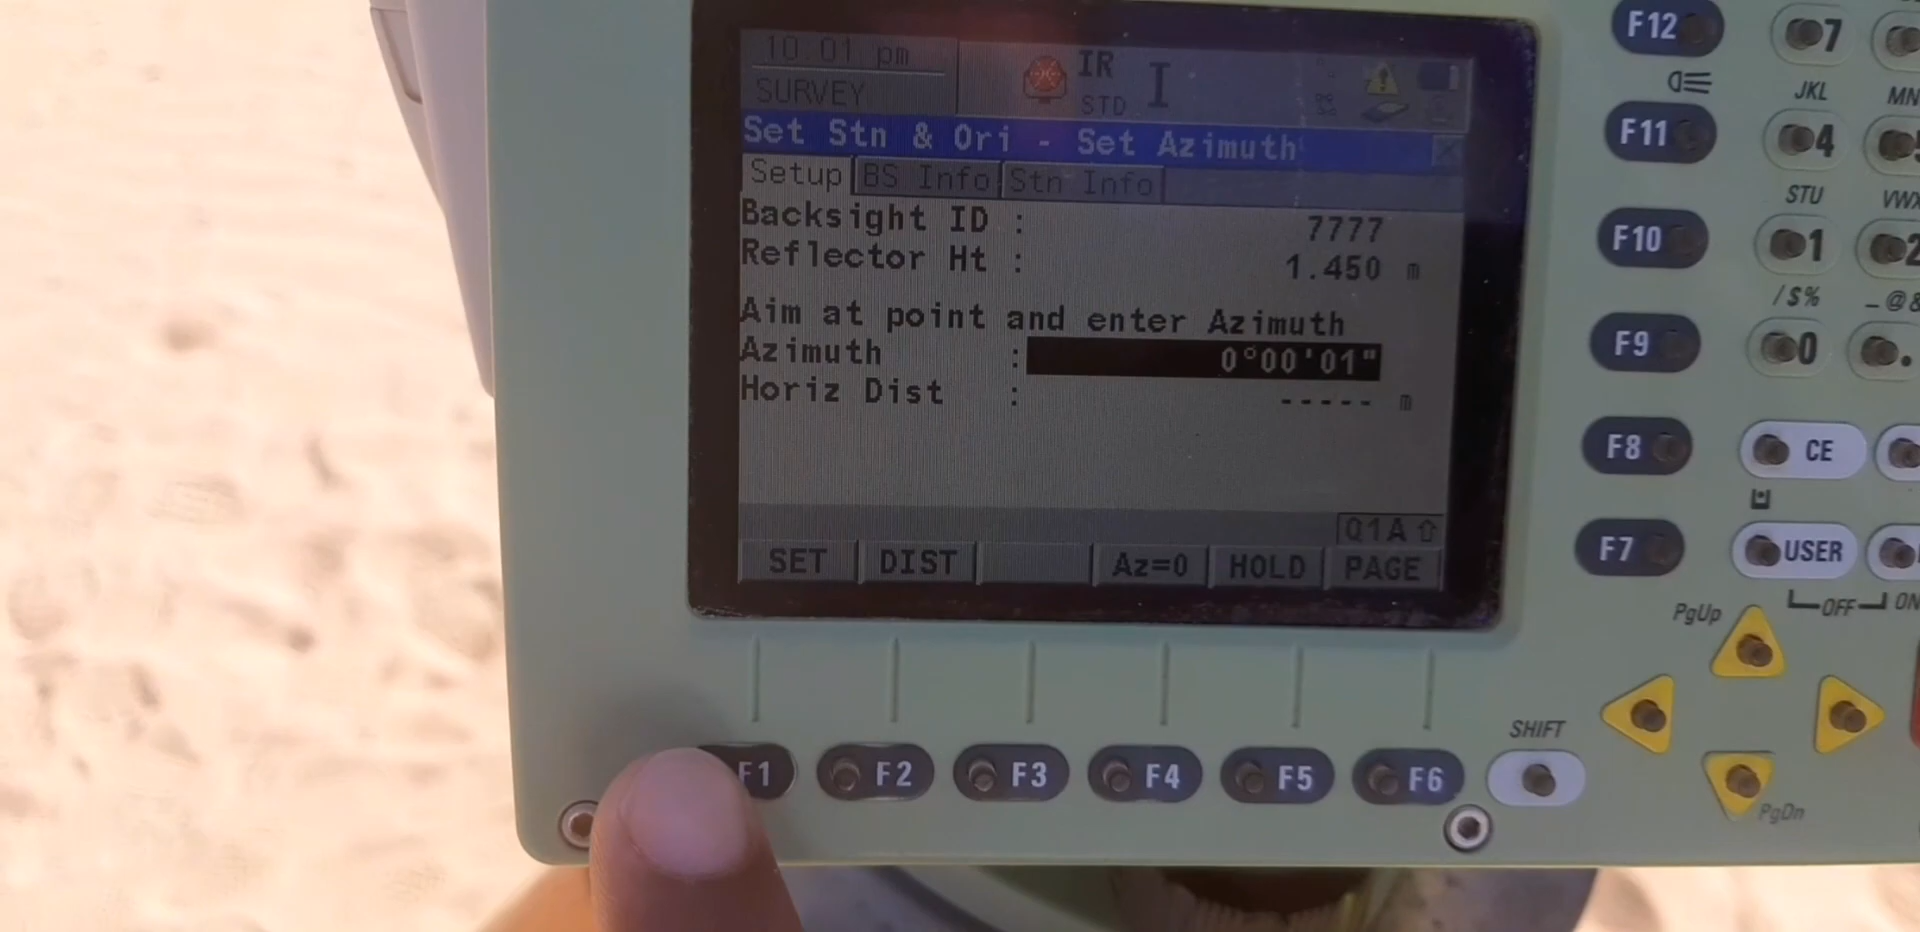 10 01 pm
SURVEY
IR
STD
I
Set Stn & Ori - Set Azimuth
Setup BS Info Stn Info
Backsight ID : 7777
Reflector Ht : 1.450 m
Aim at point and enter Azimuth
Azimuth : 0°00'01"
Horiz Dist : ----- m
Q1A⇧
SET DIST Az=0 HOLD PAGE
F1 F2 F3 F4 F5 F6
SHIFT
F12 7
JKL MN
F11 4
STU VWX
F10 1 2
/$% _@&
F9 0 .
F8 CE
F7 USER
OFF ON
PgUp
PgDn